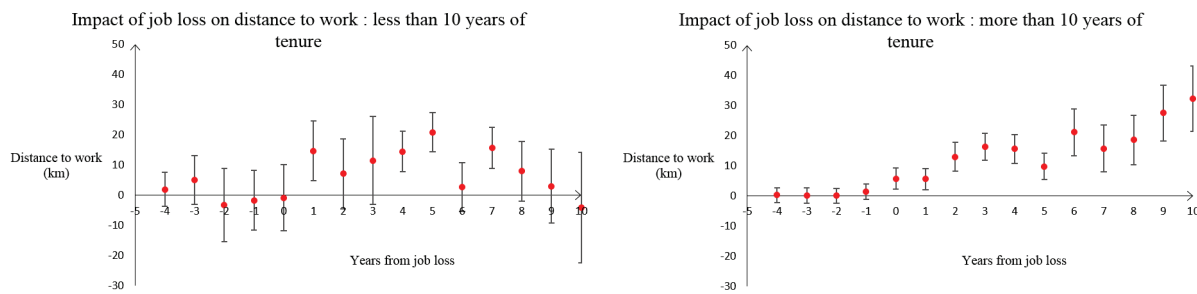 Impact of job loss on distance to work : less than 10 years of
tenure
50
40
30
20
10
0
-10
-20
-30
Distance to work
(km)
-5 -4 -3 -2 -1 0 1 2 3 4 5 6 7 8 9 10
Years from job loss
Impact of job loss on distance to work : more than 10 years of
tenure
50
40
30
20
10
0
-10
-20
-30
Distance to work
(km)
-5 -4 -3 -2 -1 0 1 2 3 4 5 6 7 8 9 10
Years from job loss